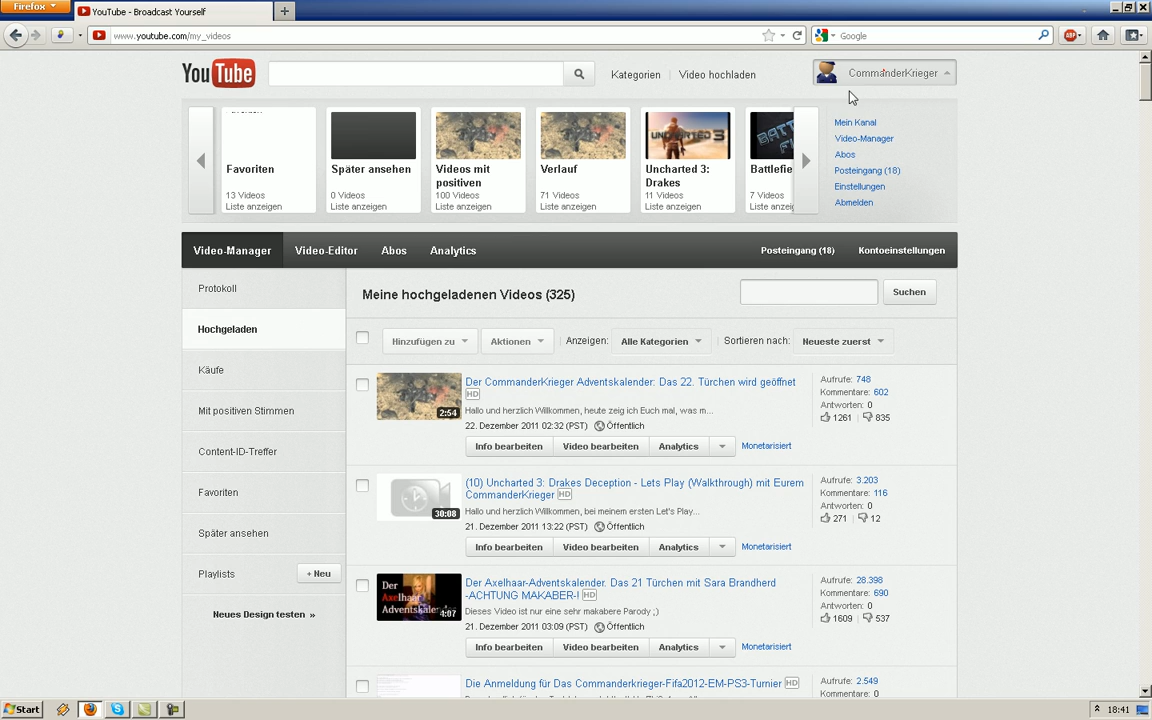 Firefox
YouTube - Broadcast Yourself
www.youtube.com/my_videos
Google
ABP
YouTube
Kategorien
Video hochladen
CommanderKrieger
Favoriten
13 Videos
Liste anzeigen
Später ansehen
0 Videos
Liste anzeigen
Videos mit
positiven
100 Videos
Liste anzeigen
Verlauf
71 Videos
Liste anzeigen
UNCHARTED 3
Uncharted 3:
Drakes
11 Videos
Liste anzeigen
Battlefie
7 Videos
Liste anzeig
Mein Kanal
Video-Manager
Abos
Posteingang (18)
Einstellungen
Abmelden
Video-Manager
Video-Editor
Abos
Analytics
Posteingang (18)
Kontoeinstellungen
Protokoll
Hochgeladen
Käufe
Mit positiven Stimmen
Content-ID-Treffer
Favoriten
Später ansehen
Playlists
+ Neu
Neues Design testen »
Meine hochgeladenen Videos (325)
Suchen
Hinzufügen zu
Aktionen
Anzeigen:
Alle Kategorien
Sortieren nach:
Neueste zuerst
2:54
Der CommanderKrieger Adventskalender: Das 22. Türchen wird geöffnet
HD
Hallo und herzlich Willkommen, heute zeig ich Euch mal, was m...
22. Dezember 2011 02:32 (PST) Öffentlich
Info bearbeiten
Video bearbeiten
Analytics
Monetarisiert
Aufrufe: 748
Kommentare: 602
Antworten: 0
1261 835
30:08
(10) Uncharted 3: Drakes Deception - Lets Play (Walkthrough) mit Eurem
CommanderKrieger HD
Hallo und herzlich Willkommen, bei meinem ersten Let's Play...
21. Dezember 2011 13:22 (PST) Öffentlich
Info bearbeiten
Video bearbeiten
Analytics
Monetarisiert
Aufrufe: 3.203
Kommentare: 116
Antworten: 0
271 12
Der
Axelhaar
Adventskale
4:07
Der Axelhaar-Adventskalender. Das 21 Türchen mit Sara Brandherd
-ACHTUNG MAKABER-! HD
Dieses Video ist nur eine sehr makabere Parody ;)
21. Dezember 2011 03:09 (PST) Öffentlich
Info bearbeiten
Video bearbeiten
Analytics
Monetarisiert
Aufrufe: 28.398
Kommentare: 690
Antworten: 0
1609 537
Die Anmeldung für Das Commanderkrieger-Fifa2012-EM-PS3-Turnier HD
Aufrufe: 2.549
Kommentare: 0
Start
18:41